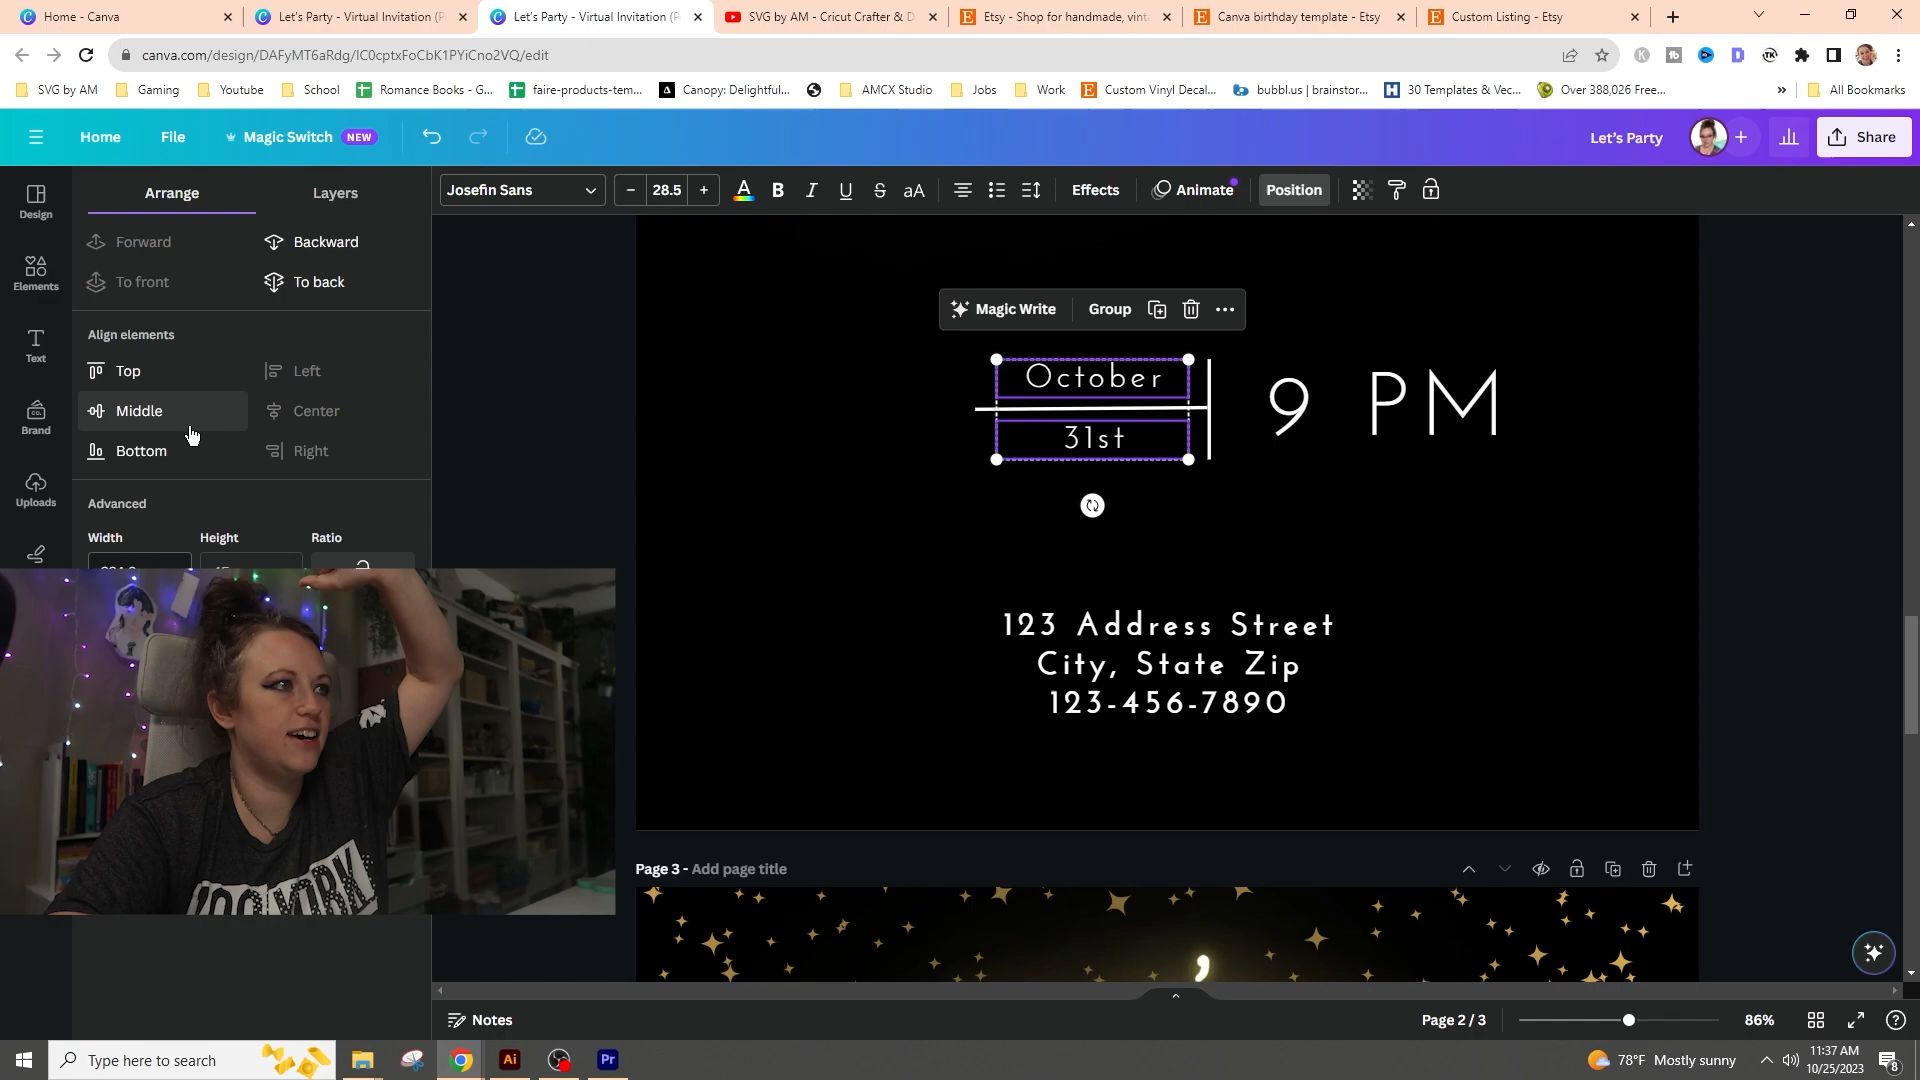 Home - Canva
Let's Party - Virtual Invitation (P
Let's Party - Virtual Invitation (P
SVG by AM - Cricut Crafter & D
Etsy - Shop for handmade, vint
Canva birthday template - Etsy
Custom Listing - Etsy
canva.com/design/DAFyMT6aRdg/IC0cptxFoCbK1PYiCno2VQ/edit
SVG by AM
Gaming
Youtube
School
Romance Books - G...
faire-products-tem...
Canopy: Delightful...
AMCX Studio
Jobs
Work
Custom Vinyl Decal...
bubbl.us | brainstor...
30 Templates & Vec...
Over 388,026 Free...
»
All Bookmarks
Home
File
Magic Switch NEW
Let's Party
Share
Design
Elements
Text
Brand
Uploads
Arrange
Layers
Forward
Backward
To front
To back
Align elements
Top
Left
Middle
Center
Bottom
Right
Advanced
Width
Height
Ratio
Josefin Sans
– 28.5 +
A B I U S aA
Effects
Animate
Position
Magic Write
Group
October
31st
9 PM
123 Address Street
City, State Zip
123-456-7890
Page 3 - Add page title
Notes
Page 2 / 3
86%
Type here to search
Ai
Pr
78°F Mostly sunny
11:37 AM
10/25/2023
8